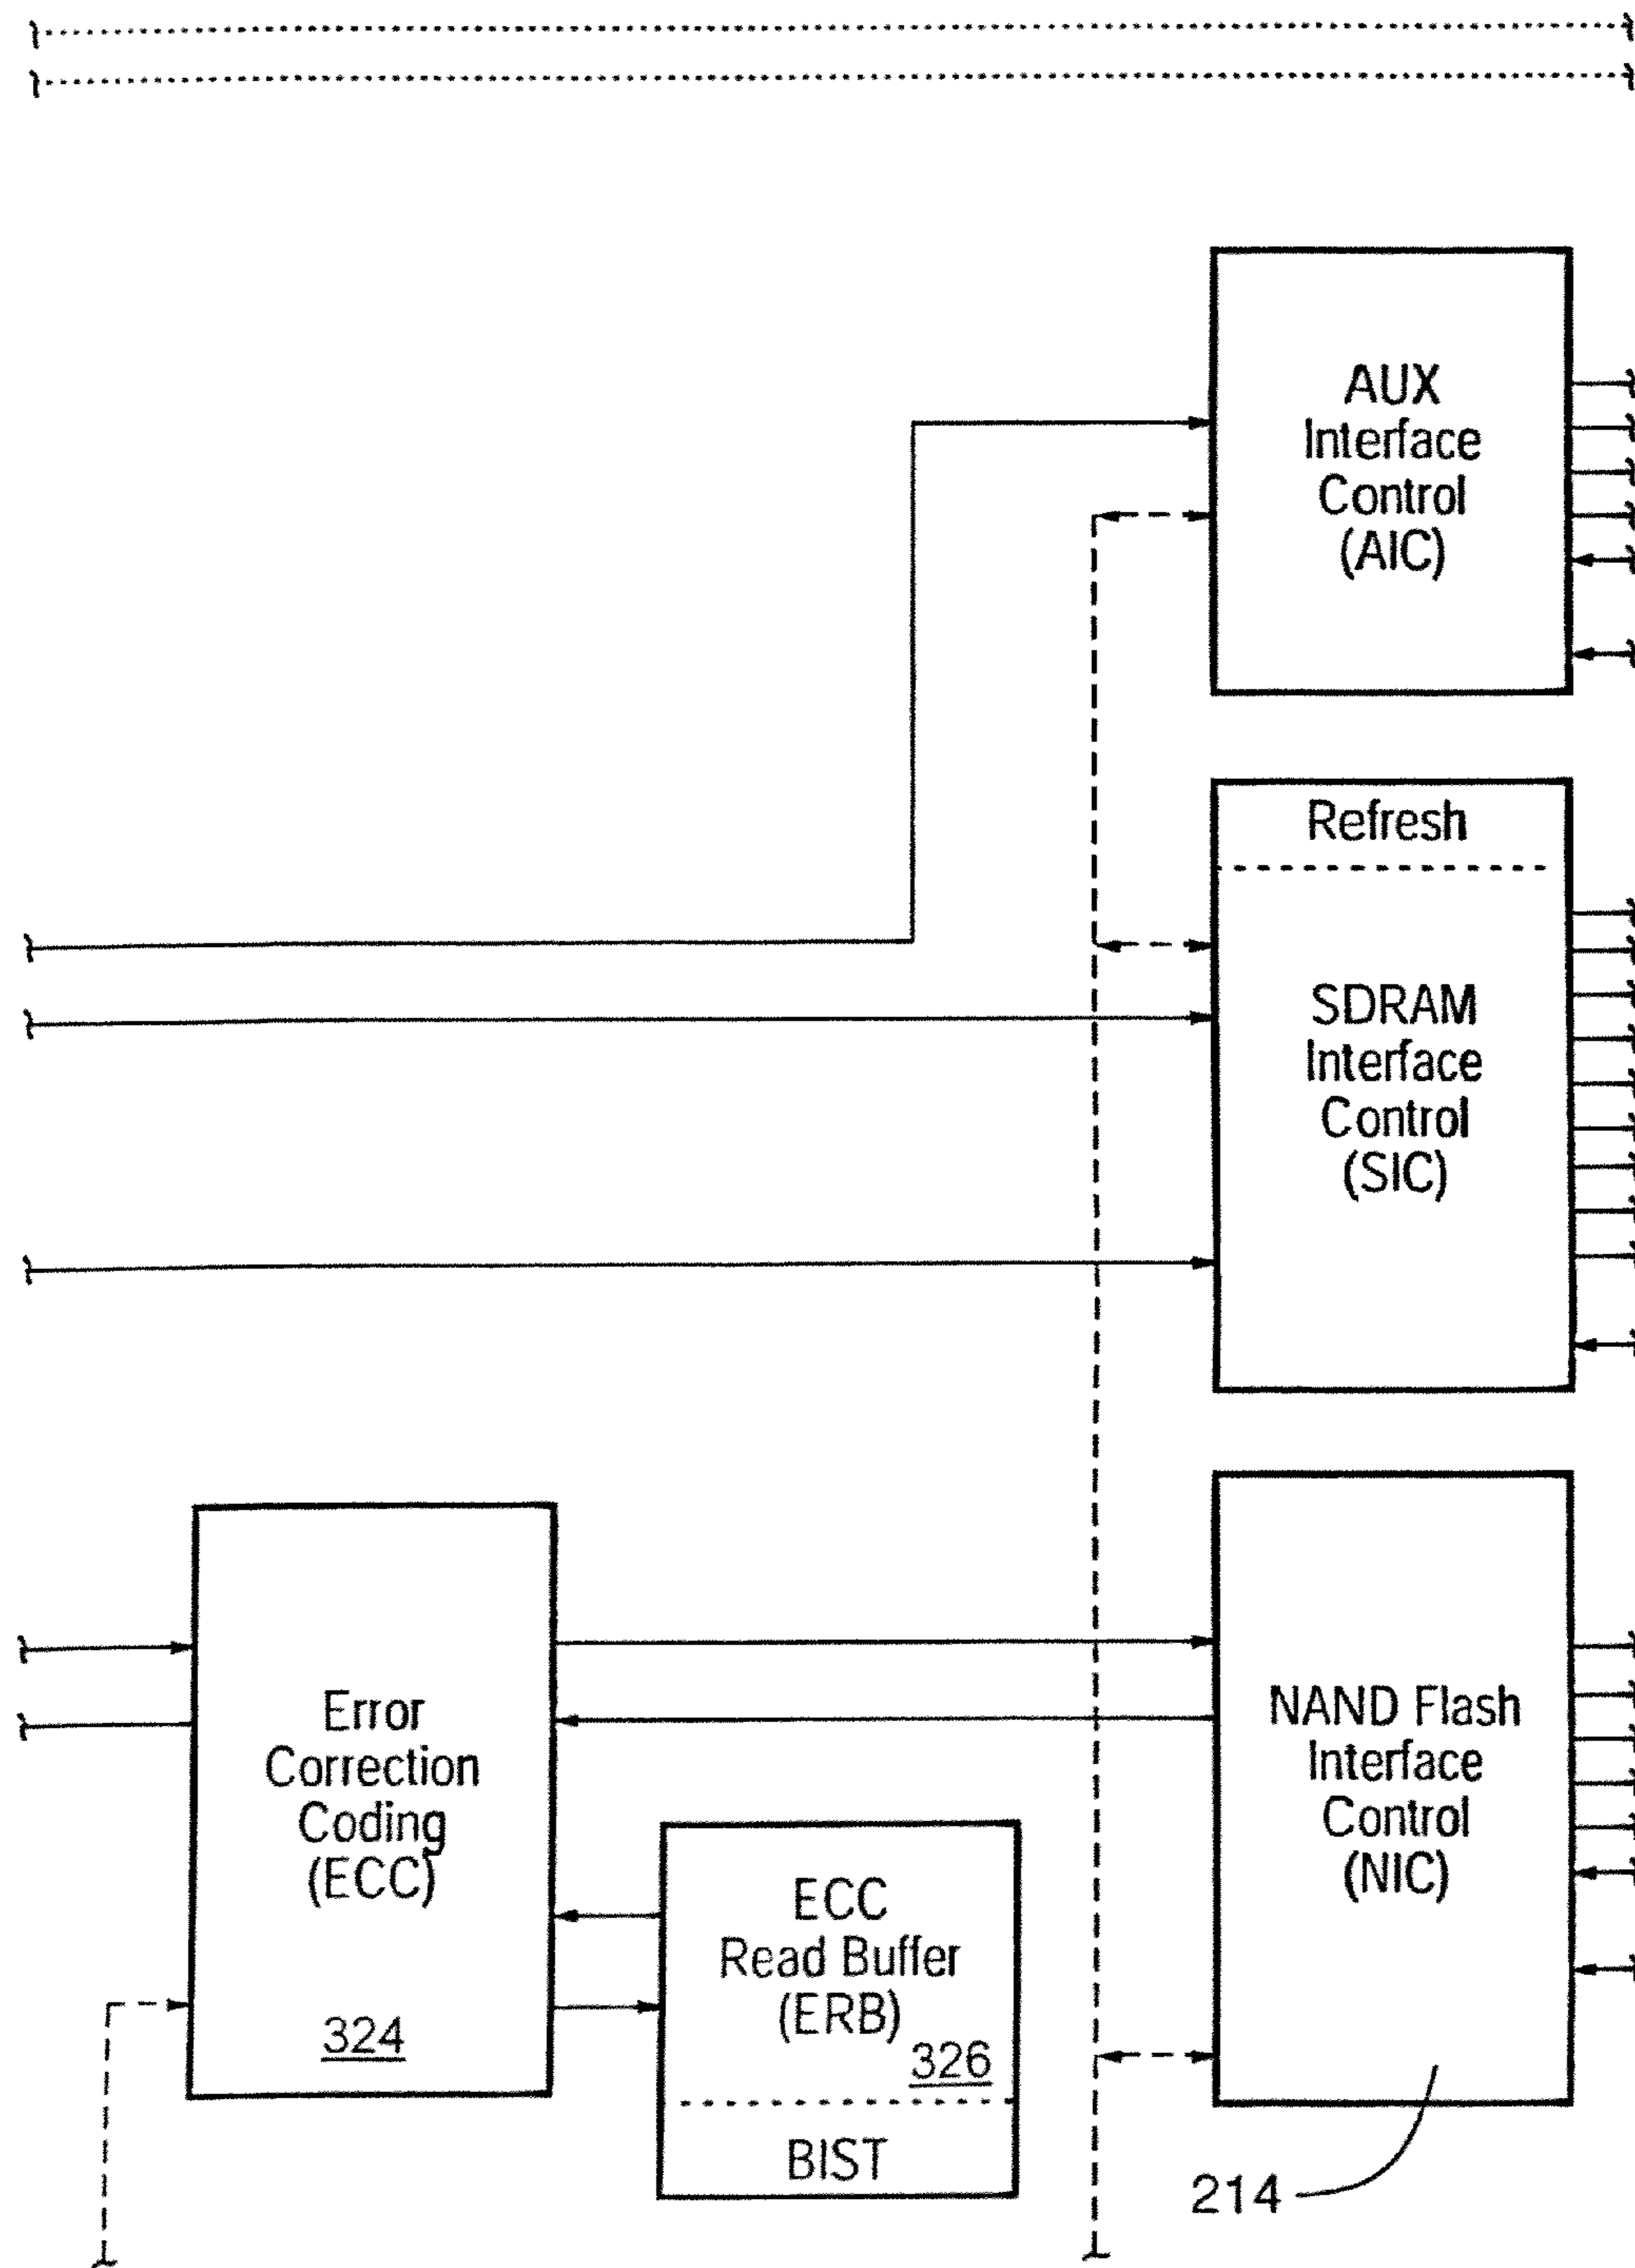 AUX
Interface
Control
(AIC)
Refresh
SDRAM
Interface
Control
(SIC)
Error
Correction
Coding
(ECC)
324
ECC
Read Buffer
(ERB)
326
BIST
NAND Flash
Interface
Control
(NIC)
214